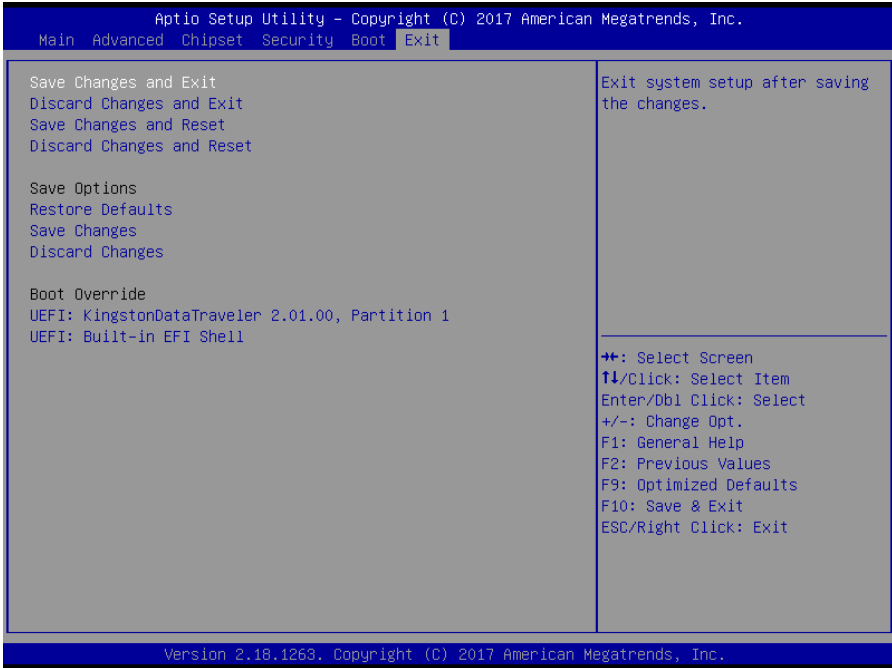 Aptio Setup Utility – Copyright (C) 2017 American Megatrends, Inc.
Main Advanced Chipset Security Boot Exit
Save Changes and Exit
Discard Changes and Exit
Save Changes and Reset
Discard Changes and Reset
Save Options
Restore Defaults
Save Changes
Discard Changes
Boot Override
UEFI: KingstonDataTraveler 2.01.00, Partition 1
UEFI: Built-in EFI Shell
Exit system setup after saving
the changes.
→←: Select Screen
↑↓/Click: Select Item
Enter/Dbl Click: Select
+/-: Change Opt.
F1: General Help
F2: Previous Values
F9: Optimized Defaults
F10: Save & Exit
ESC/Right Click: Exit
Version 2.18.1263. Copyright (C) 2017 American Megatrends, Inc.